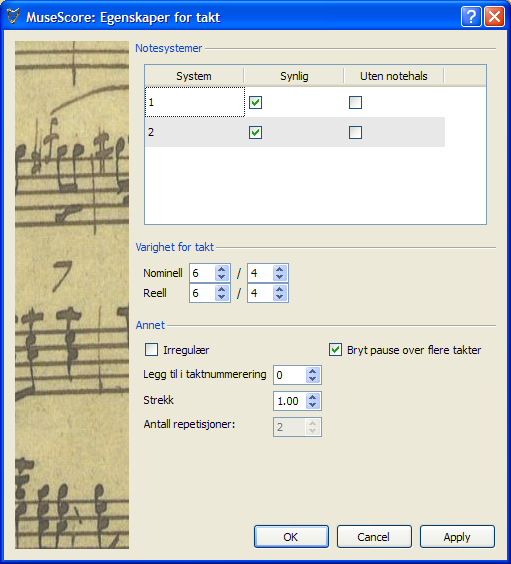 MuseScore: Egenskaper for takt
Notesystemer
System Synlig Uten notehals
1
2
Varighet for takt
Nominell 6 / 4
Reell 6 / 4
Annet
Irregulær Bryt pause over flere takter
Legg til i taktnummerering 0
Strekk 1.00
Antall repetisjoner: 2
OK Cancel Apply